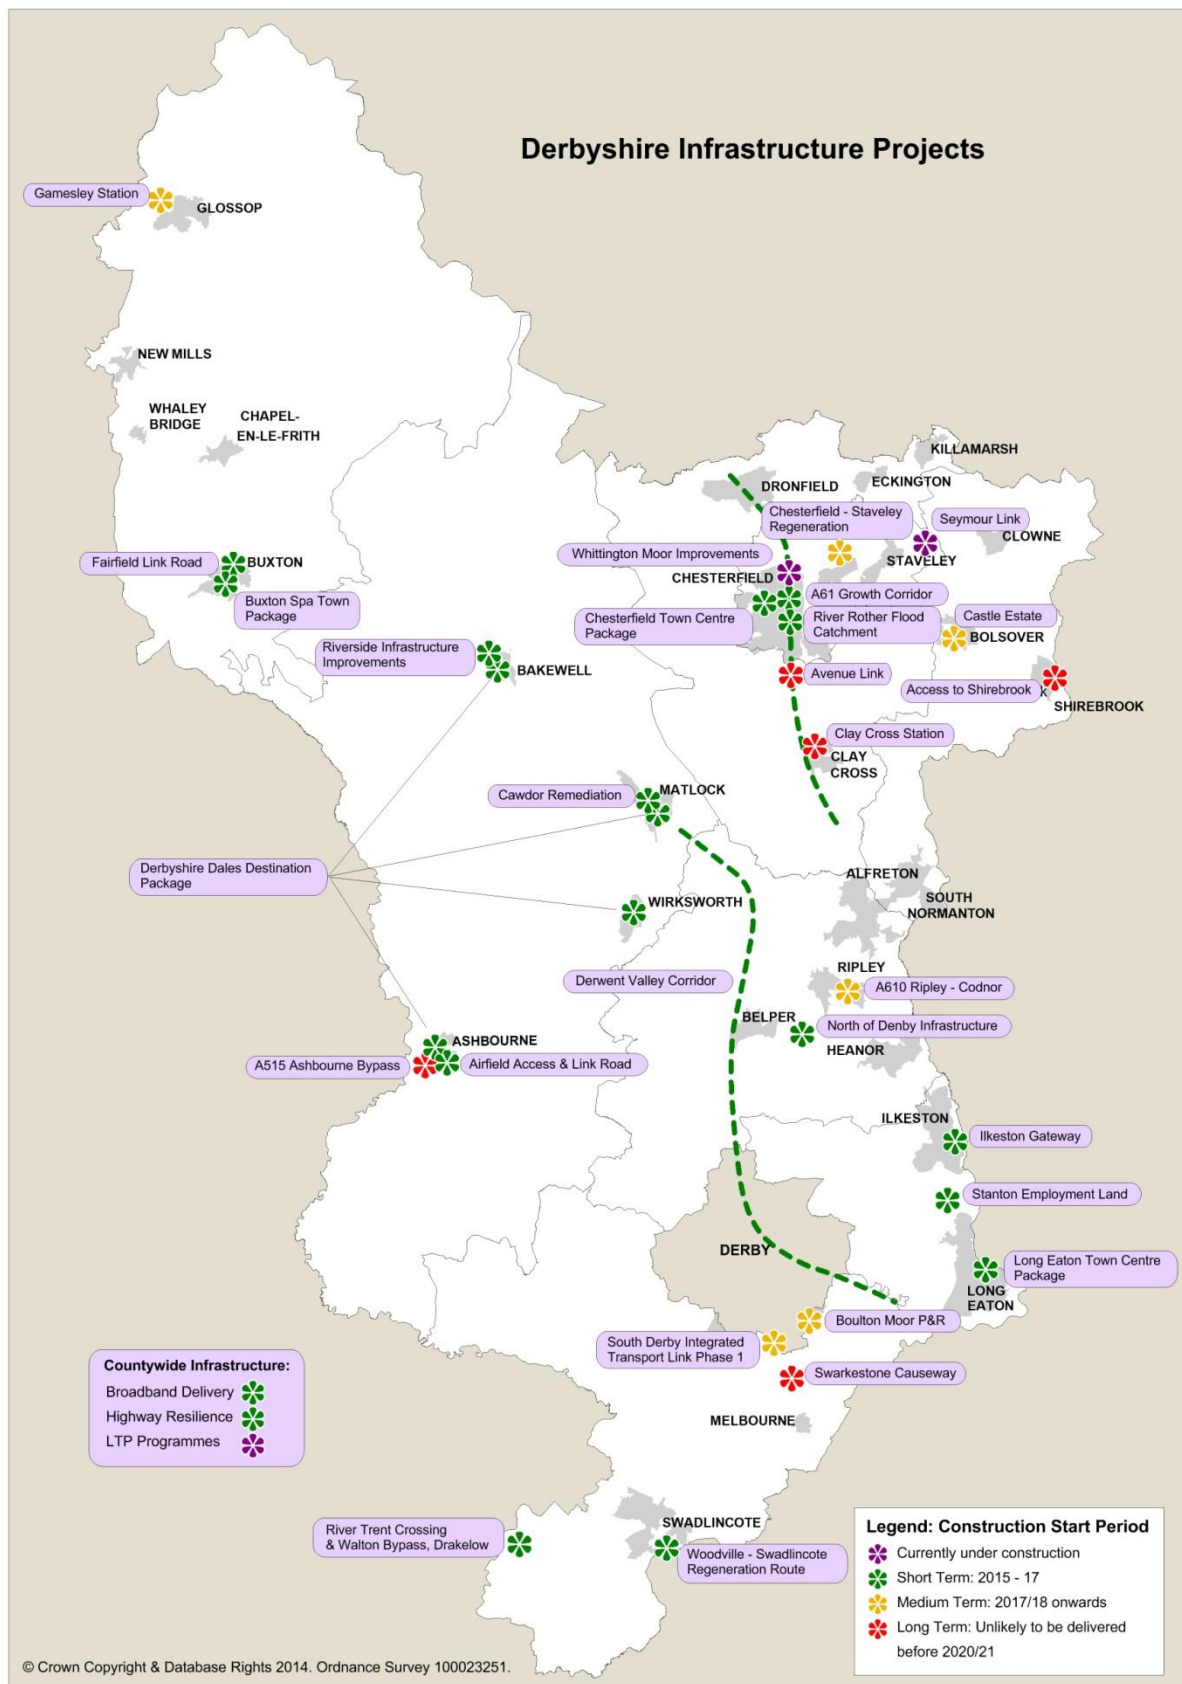 Derbyshire Infrastructure Projects
Gamesley Station
GLOSSOP
NEW MILLS
WHALEY
BRIDGE
CHAPEL-
EN-LE-FRITH
KILLAMARSH
DRONFIELD
ECKINGTON
Chesterfield - Staveley
Regeneration
Seymour Link
CLOWNE
Whittington Moor Improvements
STAVELEY
Fairfield Link Road
BUXTON
CHESTERFIELD
A61 Growth Corridor
Buxton Spa Town
Package
Chesterfield Town Centre
Package
River Rother Flood
Catchment
Castle Estate
BOLSOVER
Riverside Infrastructure
Improvements
BAKEWELL
Avenue Link
Access to Shirebrook
K
SHIREBROOK
Clay Cross Station
CLAY
CROSS
MATLOCK
Cawdor Remediation
Derbyshire Dales Destination
Package
ALFRETON
SOUTH
NORMANTON
WIRKSWORTH
Derwent Valley Corridor
RIPLEY
A610 Ripley - Codnor
BELPER
North of Denby Infrastructure
HEANOR
ASHBOURNE
A515 Ashbourne Bypass
Airfield Access & Link Road
ILKESTON
Ilkeston Gateway
Stanton Employment Land
DERBY
Long Eaton Town Centre
Package
LONG
EATON
Boulton Moor P&R
South Derby Integrated
Transport Link Phase 1
Swarkestone Causeway
MELBOURNE
Countywide Infrastructure:
Broadband Delivery
Highway Resilience
LTP Programmes
River Trent Crossing
& Walton Bypass, Drakelow
SWADLINCOTE
Woodville - Swadlincote
Regeneration Route
Legend: Construction Start Period
Currently under construction
Short Term: 2015 - 17
Medium Term: 2017/18 onwards
Long Term: Unlikely to be delivered
before 2020/21
© Crown Copyright & Database Rights 2014. Ordnance Survey 100023251.